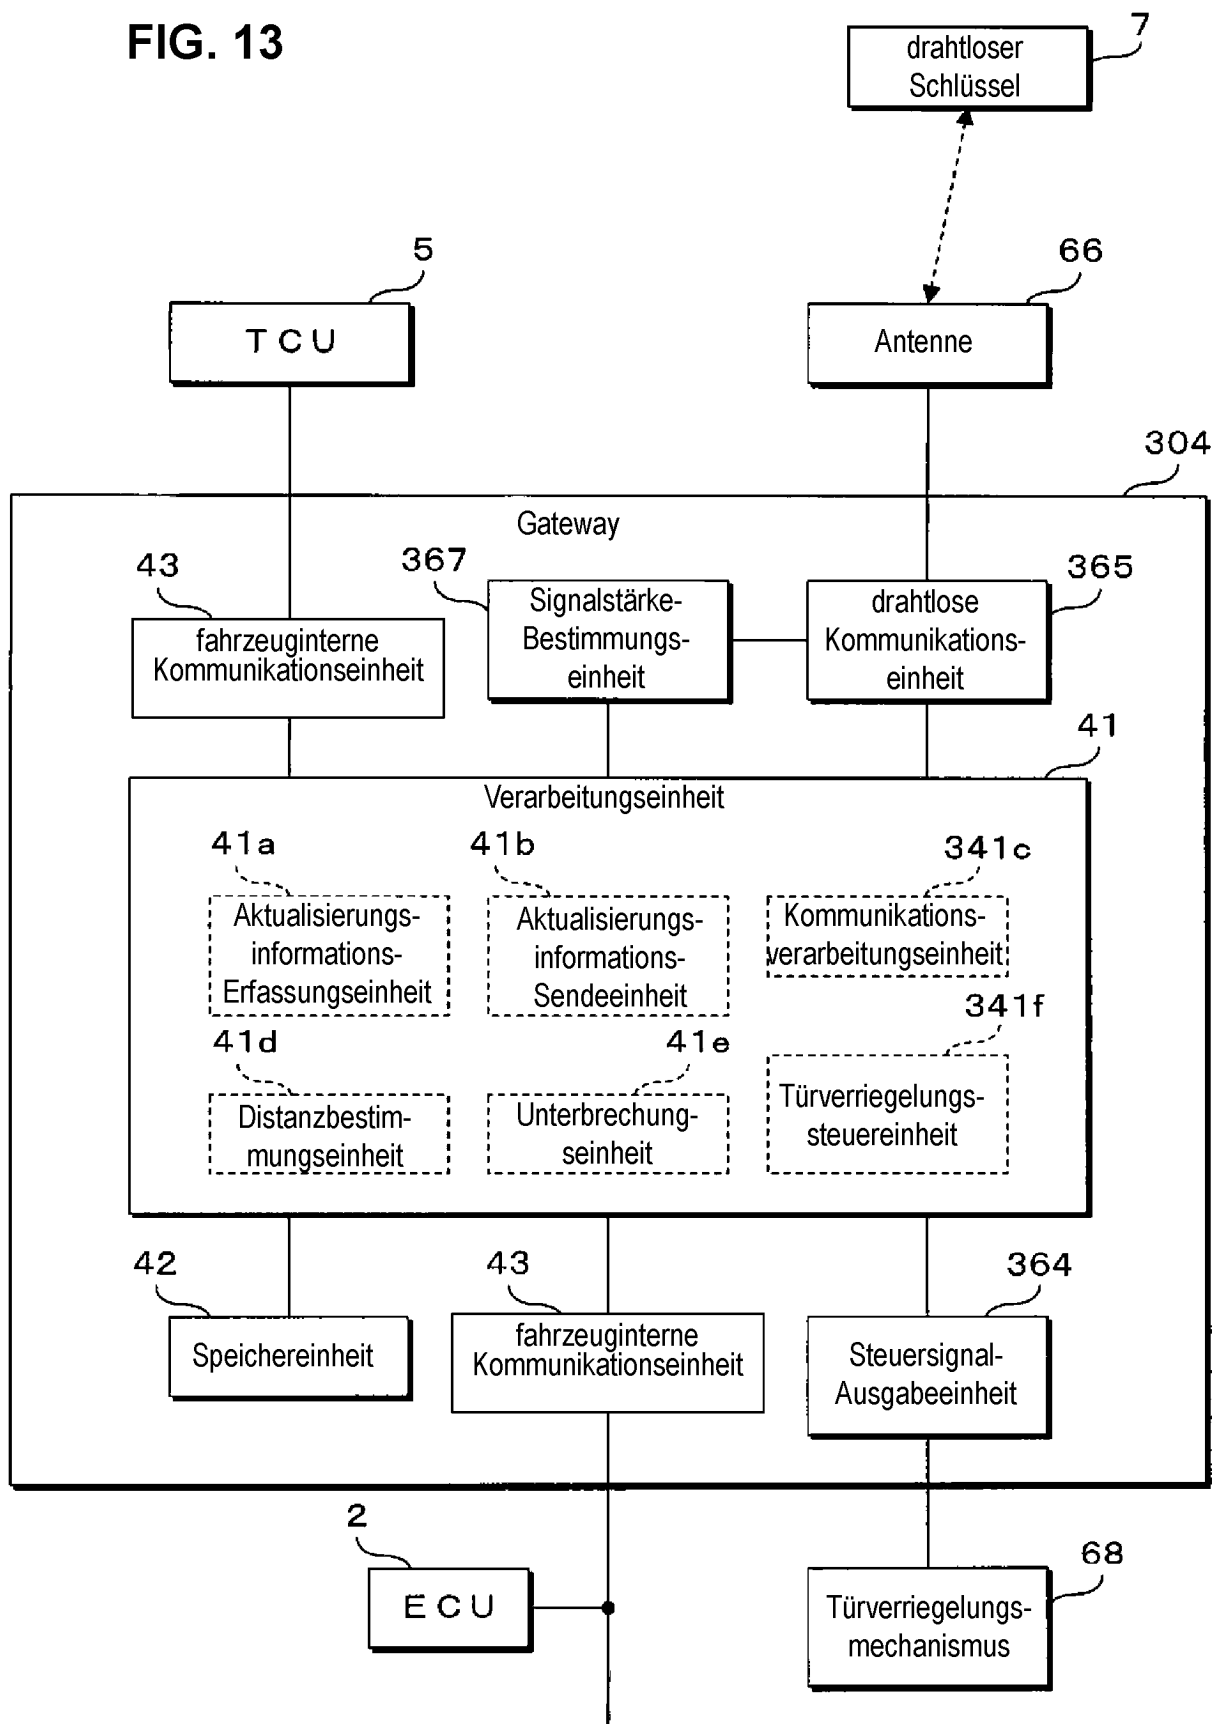 FIG. 13
7
drahtloser
Schlüssel
5
TCU
66
Antenne
304
Gateway
43
fahrzeuginterne
Kommunikationseinheit
367
Signalstärke-
Bestimmungs-
einheit
365
drahtlose
Kommunikations-
einheit
41
Verarbeitungseinheit
41a
Aktualisierungs-
informations-
Erfassungseinheit
41b
Aktualisierungs-
informations-
Sendeeinheit
341c
Kommunikations-
verarbeitungseinheit
41d
Distanzbestim-
mungseinheit
41e
Unterbrechung-
seinheit
341f
Türverriegelungs-
steuereinheit
42
Speichereinheit
43
fahrzeuginterne
Kommunikationseinheit
364
Steuersignal-
Ausgabeeinheit
2
ECU
68
Türverriegelungs-
mechanismus